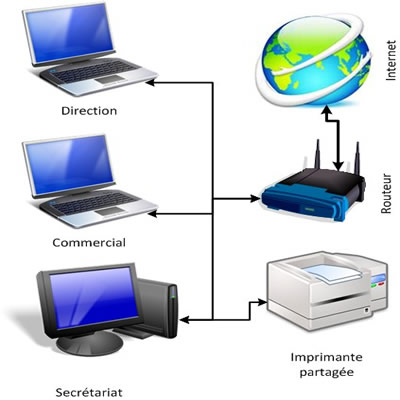 Direction
Internet
Commercial
Routeur
Secrétariat
Imprimante
partagée